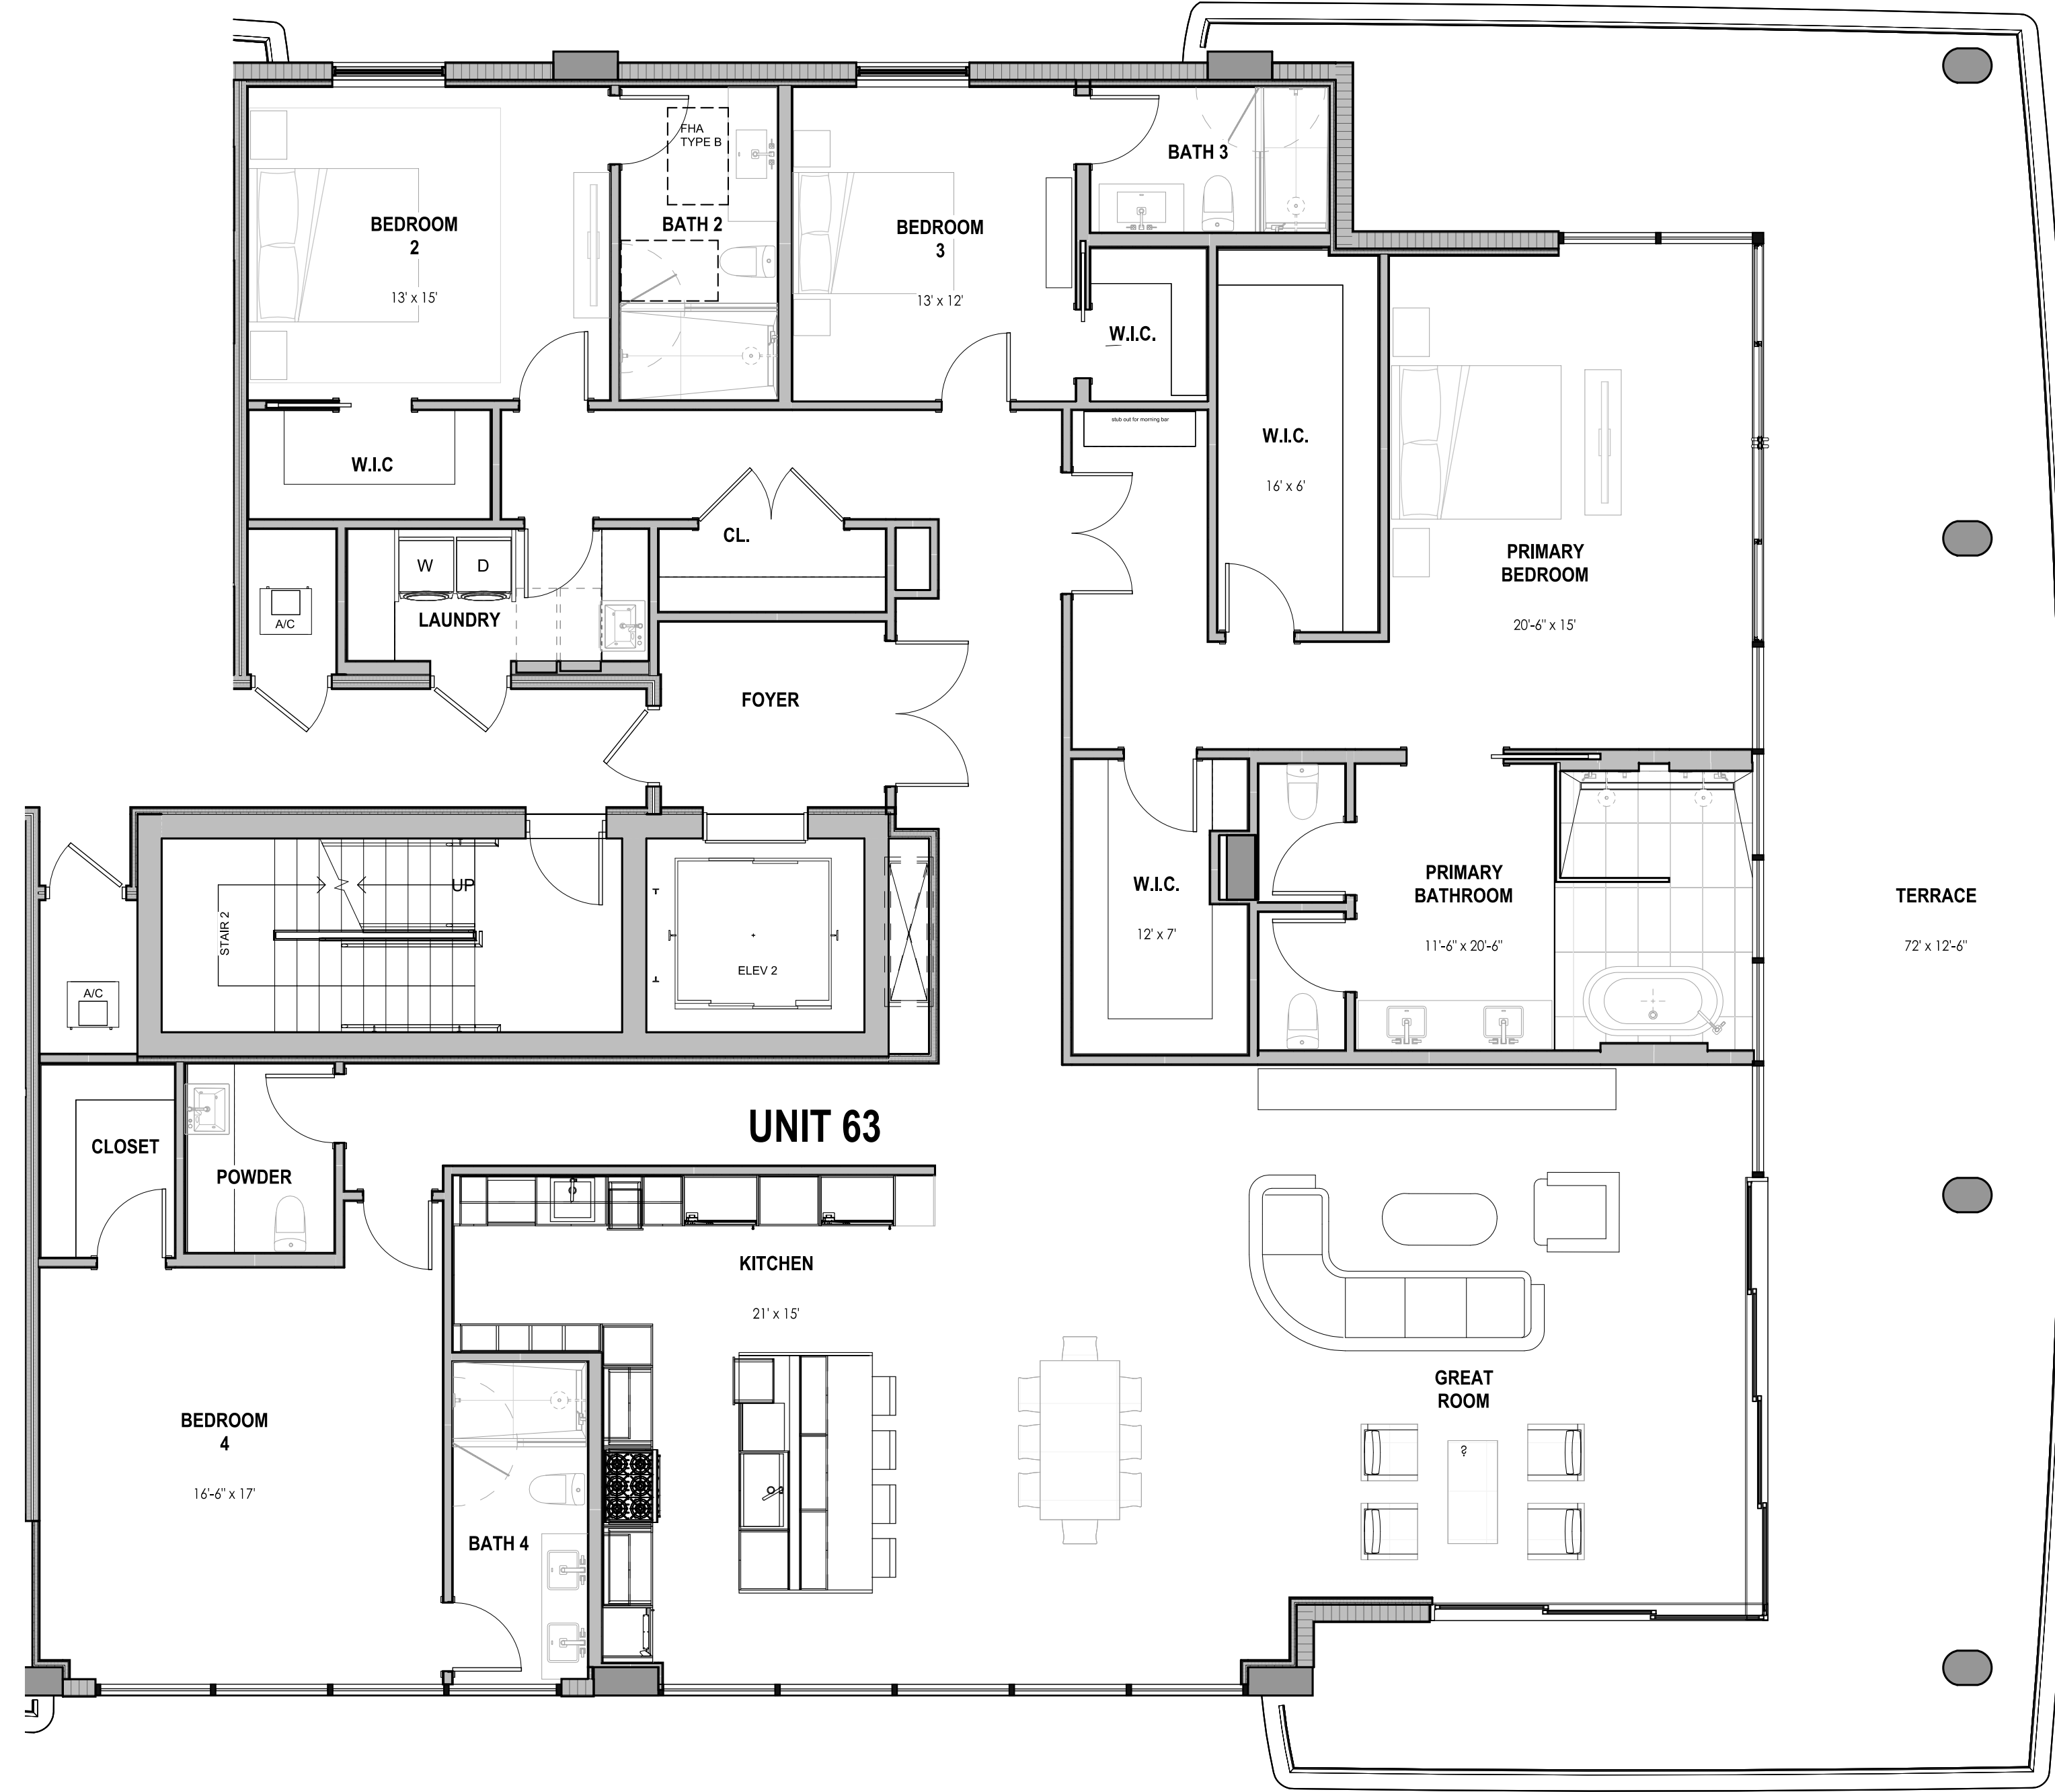 FHA
TYPE B
BATH 3
BEDROOM
2
13' x 15'
BATH 2
BEDROOM
3
13' x 12'
W.I.C.
stub out for morning bar
W.I.C.
16' x 6'
W.I.C
PRIMARY
BEDROOM
20'-6" x 15'
CL.
W
D
LAUNDRY
A/C
FOYER
UP
STAIR 2
ELEV 2
W.I.C.
12' x 7'
PRIMARY
BATHROOM
11'-6" x 20'-6"
TERRACE
72' x 12'-6"
A/C
UNIT 63
CLOSET
POWDER
KITCHEN
21' x 15'
GREAT
ROOM
BEDROOM
4
16'-6" x 17'
BATH 4
?